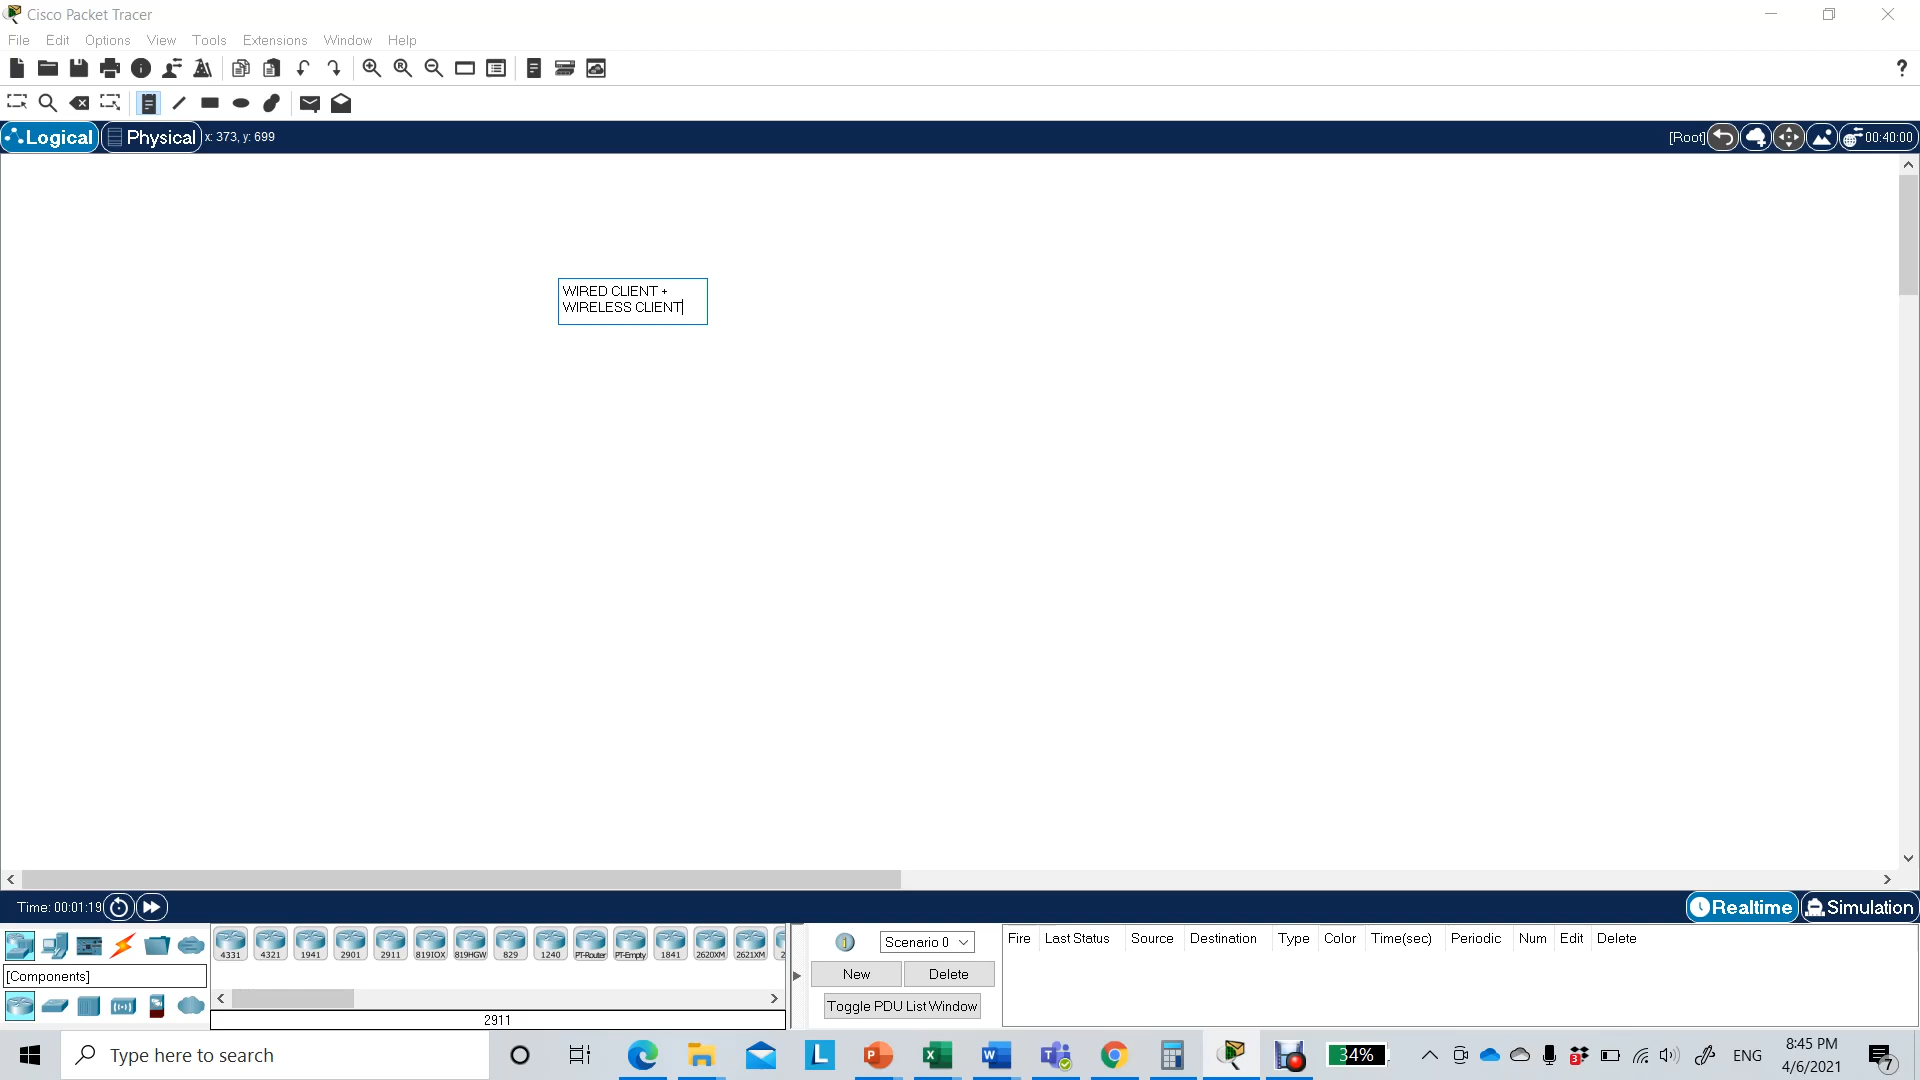 Cisco Packet Tracer
File Edit Options View Tools Extensions Window Help
?
Logical Physical x: 373, y: 699 [Root] 00:40:00
WIRED CLIENT +
WIRELESS CLIENT
Time: 00:01:19 Realtime Simulation
4331 4321 1941 2901 2911 819IOX 819HGW 829 1240 PT-Router PT-Empty 1841 2620XM 2621XM 2
[Components]
2911
Scenario 0
New Delete
Toggle PDU List Window
Fire Last Status Source Destination Type Color Time(sec) Periodic Num Edit Delete
Type here to search
34%
3
ENG
8:45 PM
4/6/2021
7